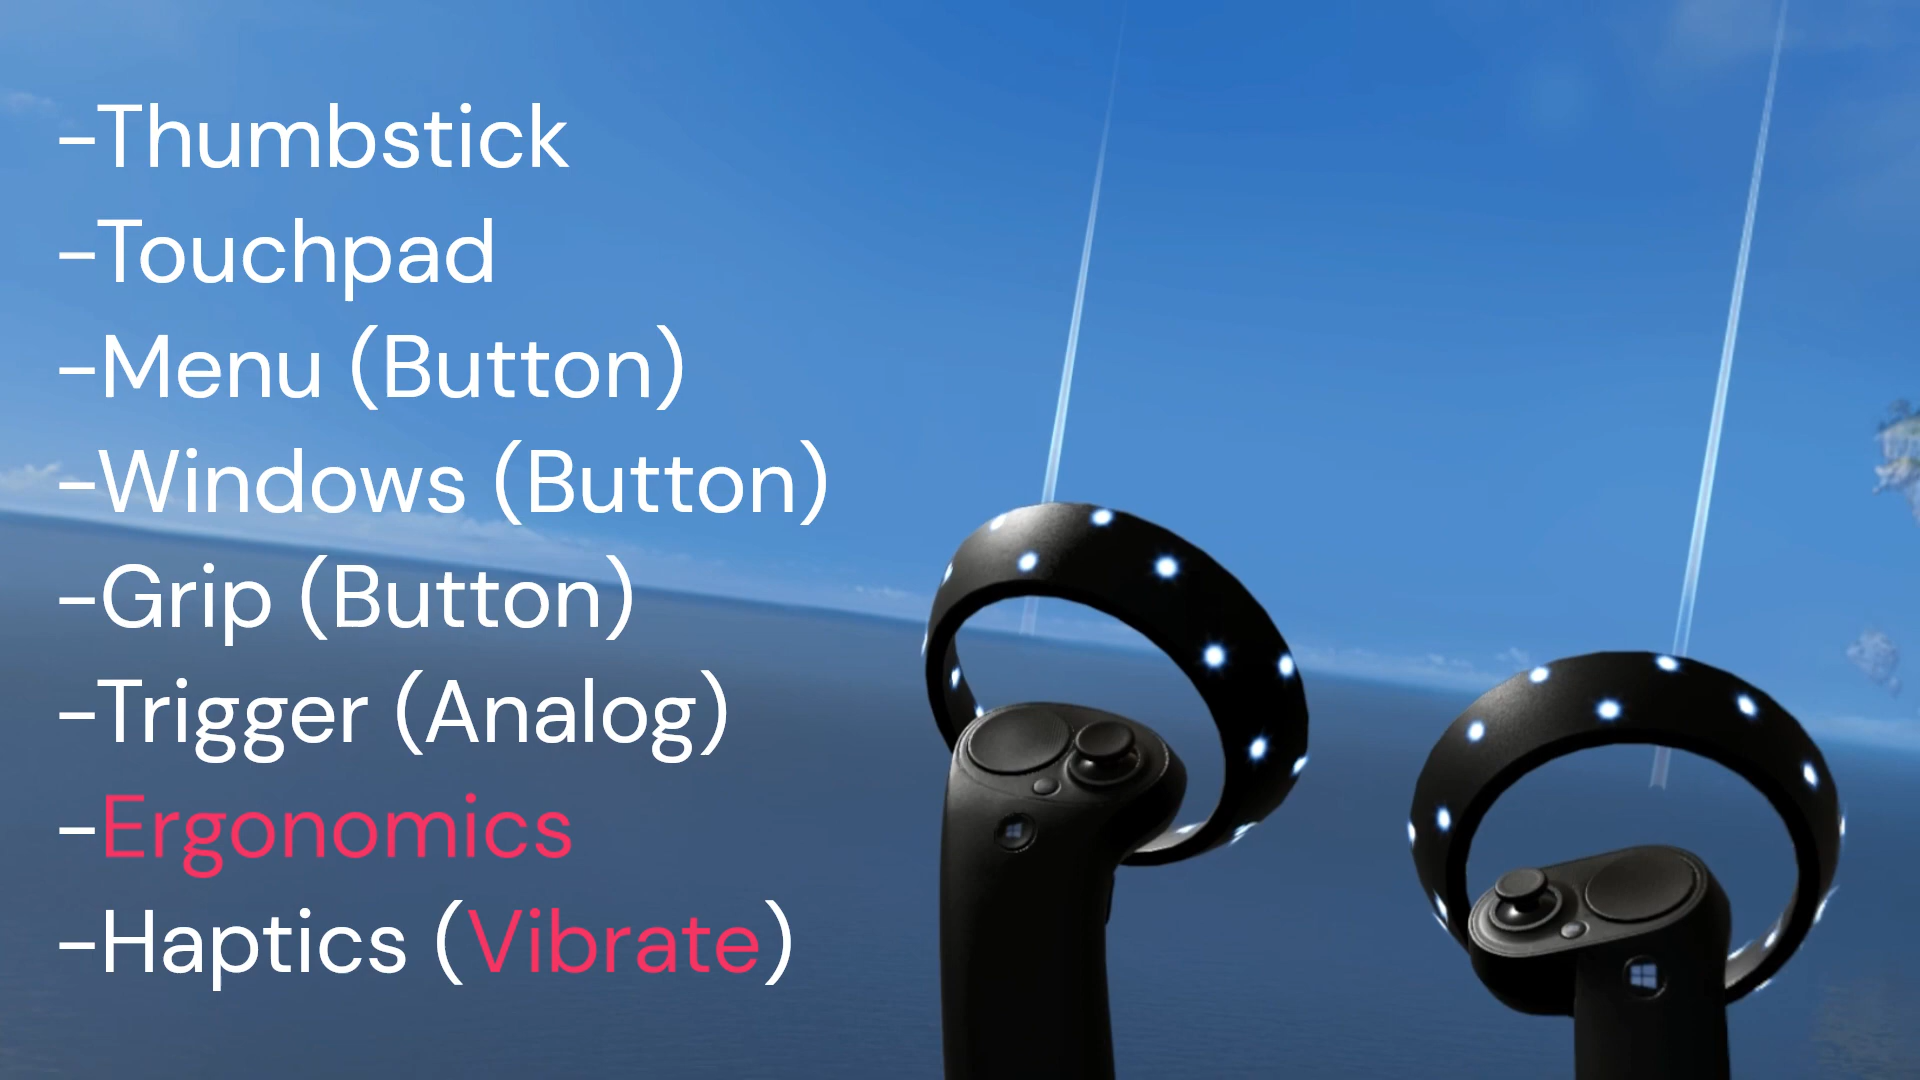 -Thumbstick
-Touchpad
-Menu (Button)
-Windows (Button)
-Grip (Button)
-Trigger (Analog)
-Ergonomics
-Haptics (Vibrate)